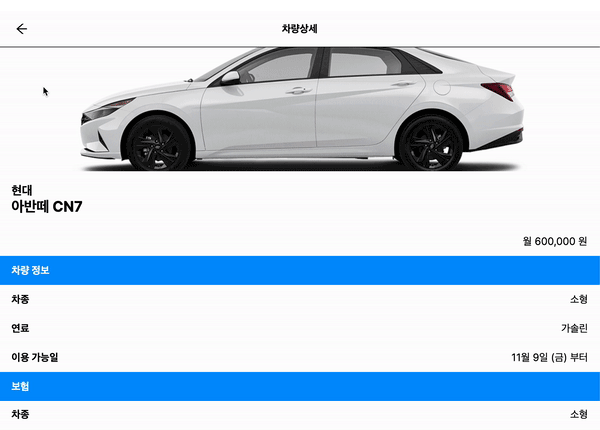 차량상세
현대
아반떼 CN7
월 600,000 원
차량 정보
차종 소형
연료 가솔린
이용 가능일 11월 9일 (금) 부터
보험
차종 소형